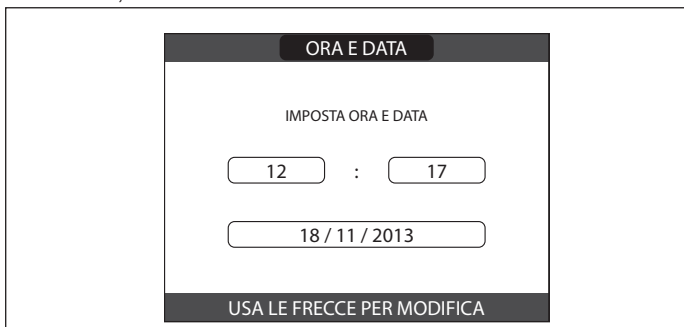 ORA E DATA
IMPOSTA ORA E DATA
12 : 17
18 / 11 / 2013
USA LE FRECCE PER MODIFICA